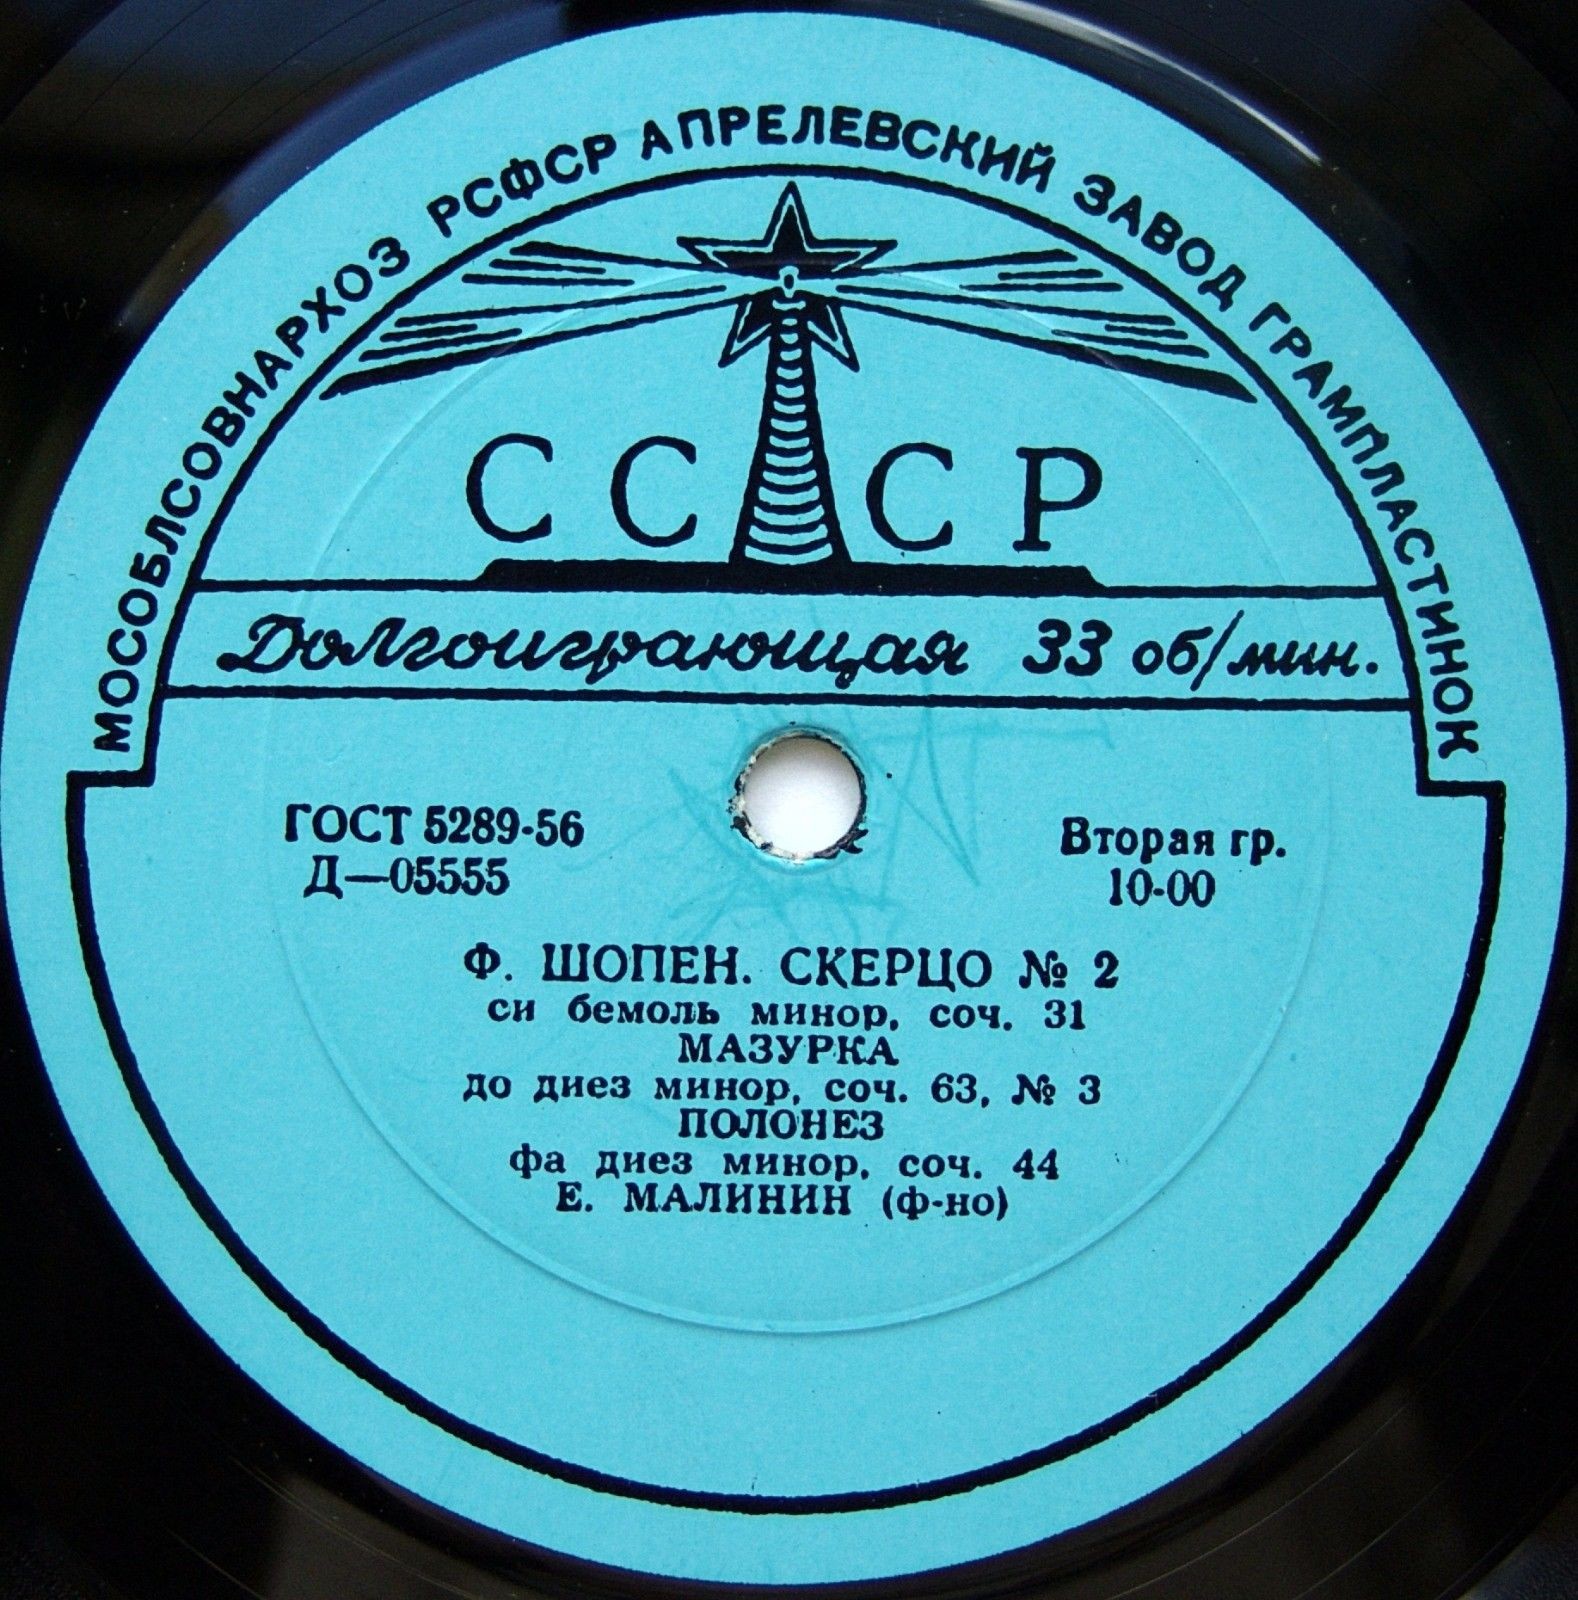 МОСОБЛСОВНАРХОЗ РСФСР АПРЕЛЕВСКИЙ ЗАВОД ГРАМПЛАСТИНОК
СССР
Долгоиграющая 33 об/мин.
ГОСТ 5289-56
Д—05555
Вторая гр.
10-00
Ф. ШОПЕН. СКЕРЦО № 2
си бемоль минор, соч. 31
МАЗУРКА
до диез минор, соч. 63, № 3
ПОЛОНЕЗ
фа диез минор, соч. 44
Е. МАЛИНИН (ф-но)